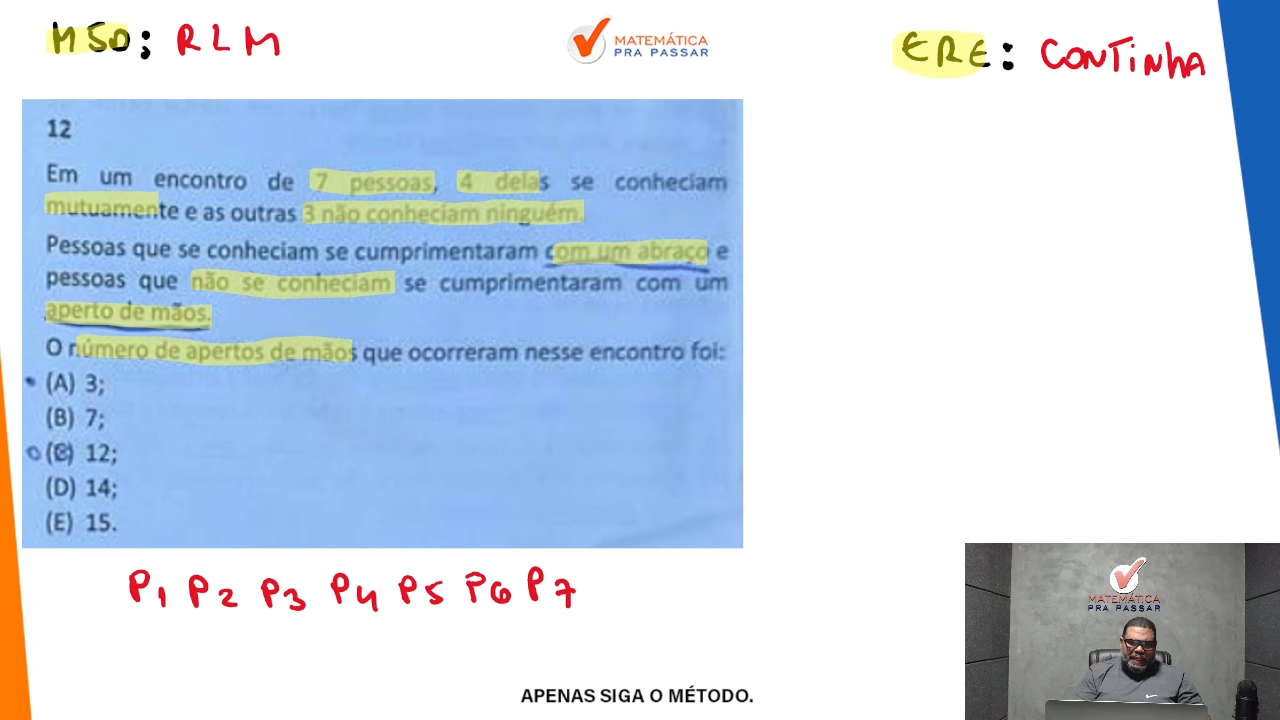 MSD: RLM
MATEMÁTICA
PRA PASSAR
ERE: CONTINHA
12
Em um encontro de 7 pessoas, 4 delas se conheciam
mutuamente e as outras 3 não conheciam ninguém.
Pessoas que se conheciam se cumprimentaram com um abraço e
pessoas que não se conheciam se cumprimentaram com um
aperto de mãos.
O número de apertos de mãos que ocorreram nesse encontro foi:
(A) 3;
(B) 7;
(C) 12;
(D) 14;
(E) 15.
P1 P2 P3 P4 P5 P6 P7
MATEMÁTICA
PRA PASSAR
APENAS SIGA O MÉTODO.